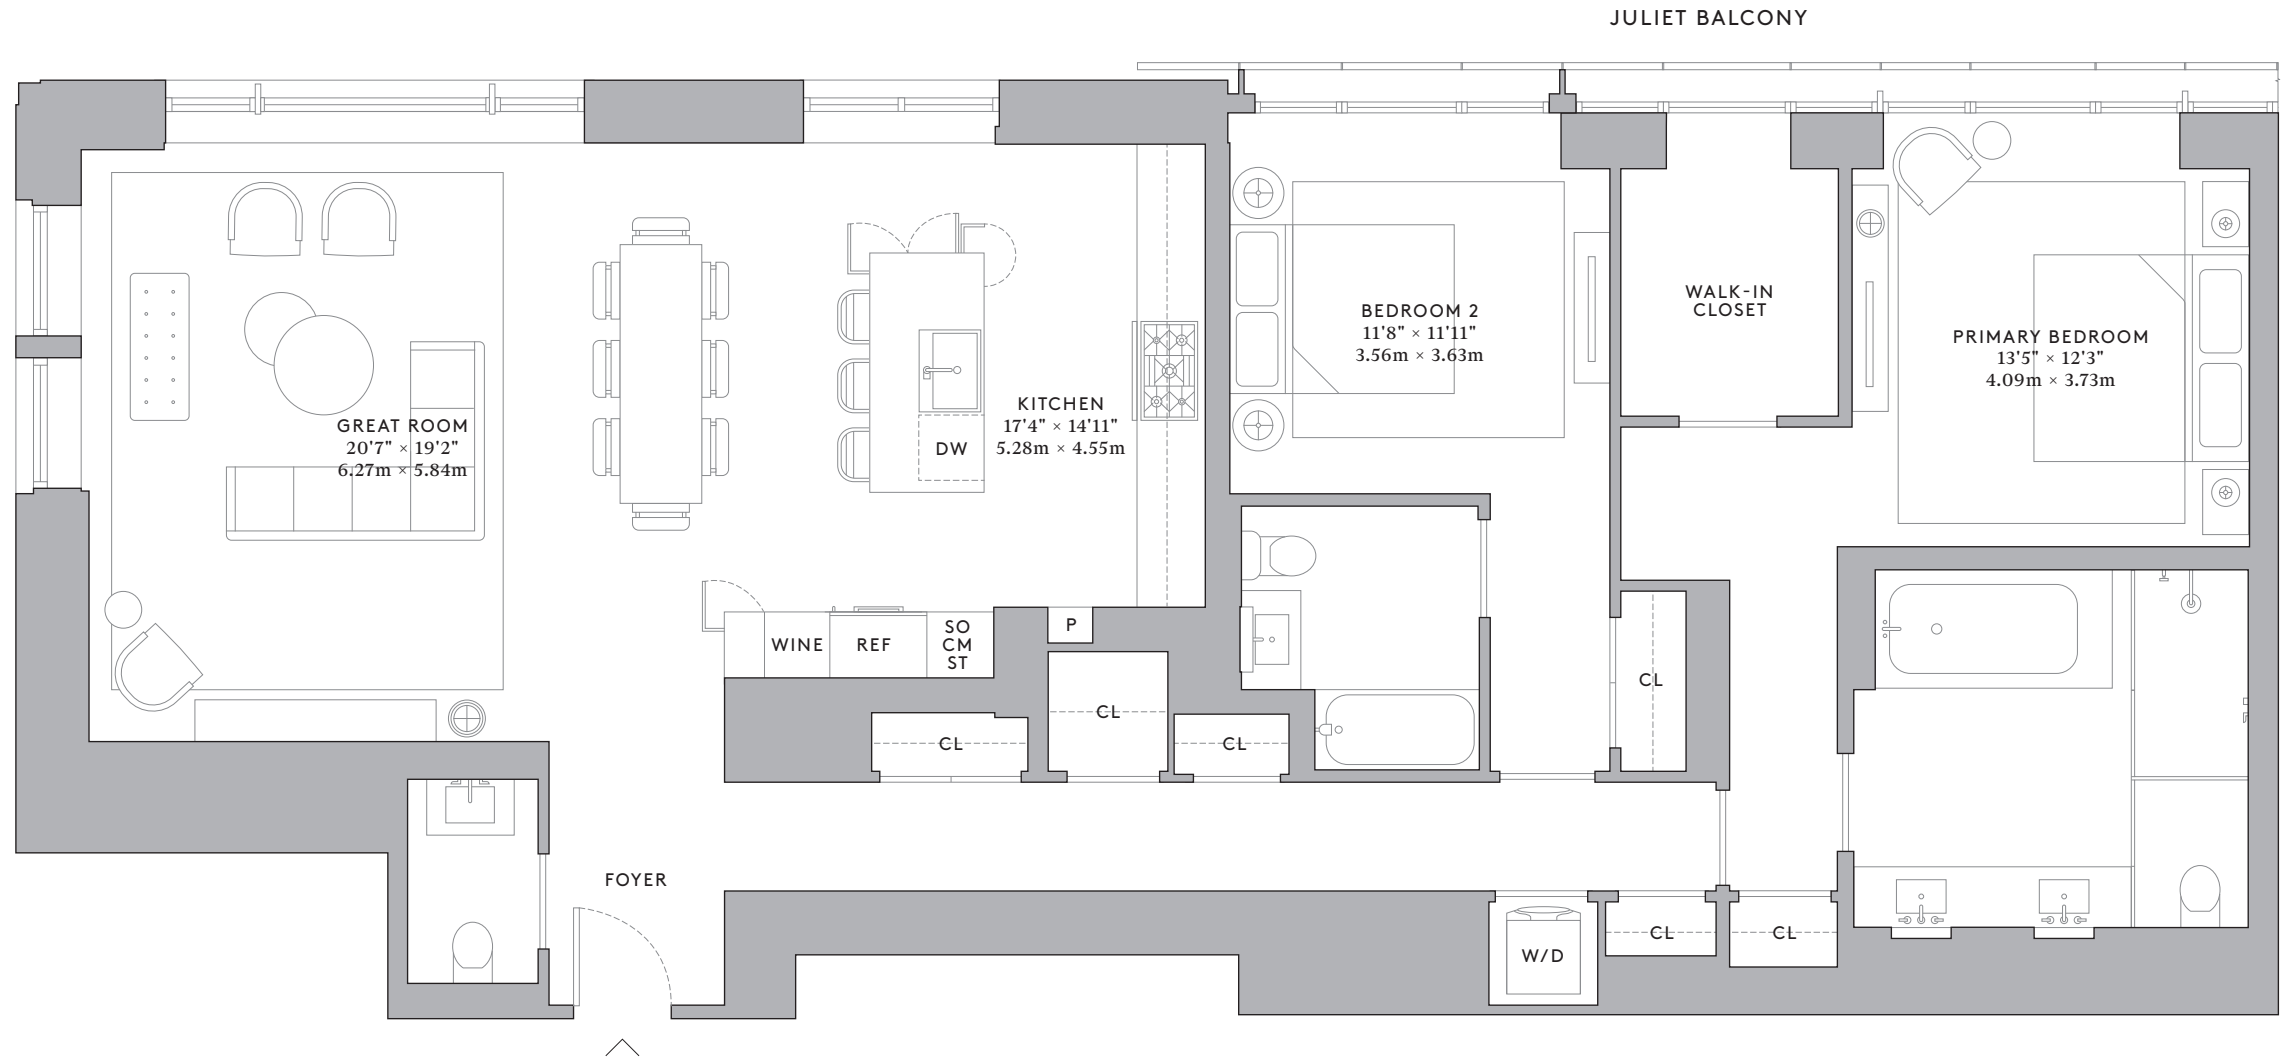 JULIET BALCONY
GREAT ROOM
20'7" × 19'2"
6.27m × 5.84m
KITCHEN
17'4" × 14'11"
5.28m × 4.55m
DW
BEDROOM 2
11'8" × 11'11"
3.56m × 3.63m
WALK-IN
CLOSET
PRIMARY BEDROOM
13'5" × 12'3"
4.09m × 3.73m
WINE
REF
SO
CM
ST
P
CL
CL
CL
CL
FOYER
W/D
CL
CL